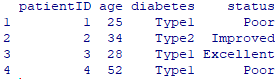 patientID age diabetes status
1 1 25 Type1 Poor
2 2 34 Type2 Improved
3 3 28 Type1 Excellent
4 4 52 Type1 Poor